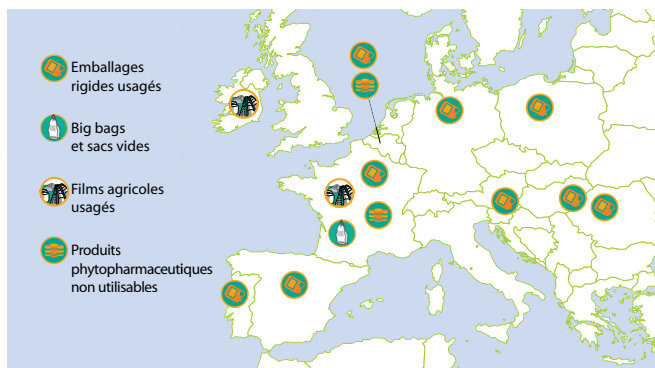 Emballages
rigides usagés
Big bags
et sacs vides
Films agricoles
usagés
Produits
phytopharmaceutiques
non utilisables